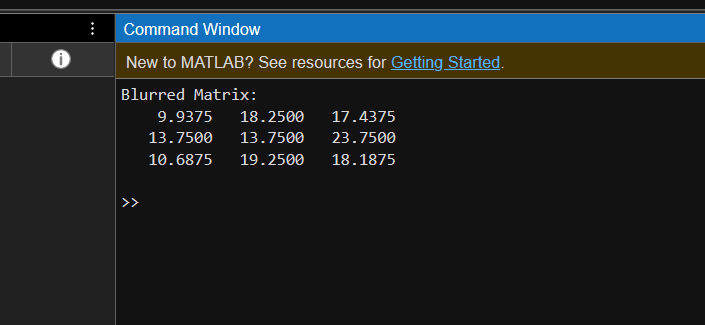 Command Window
New to MATLAB? See resources for Getting Started.
Blurred Matrix:
9.9375 18.2500 17.4375
13.7500 13.7500 23.7500
10.6875 19.2500 18.1875
>>